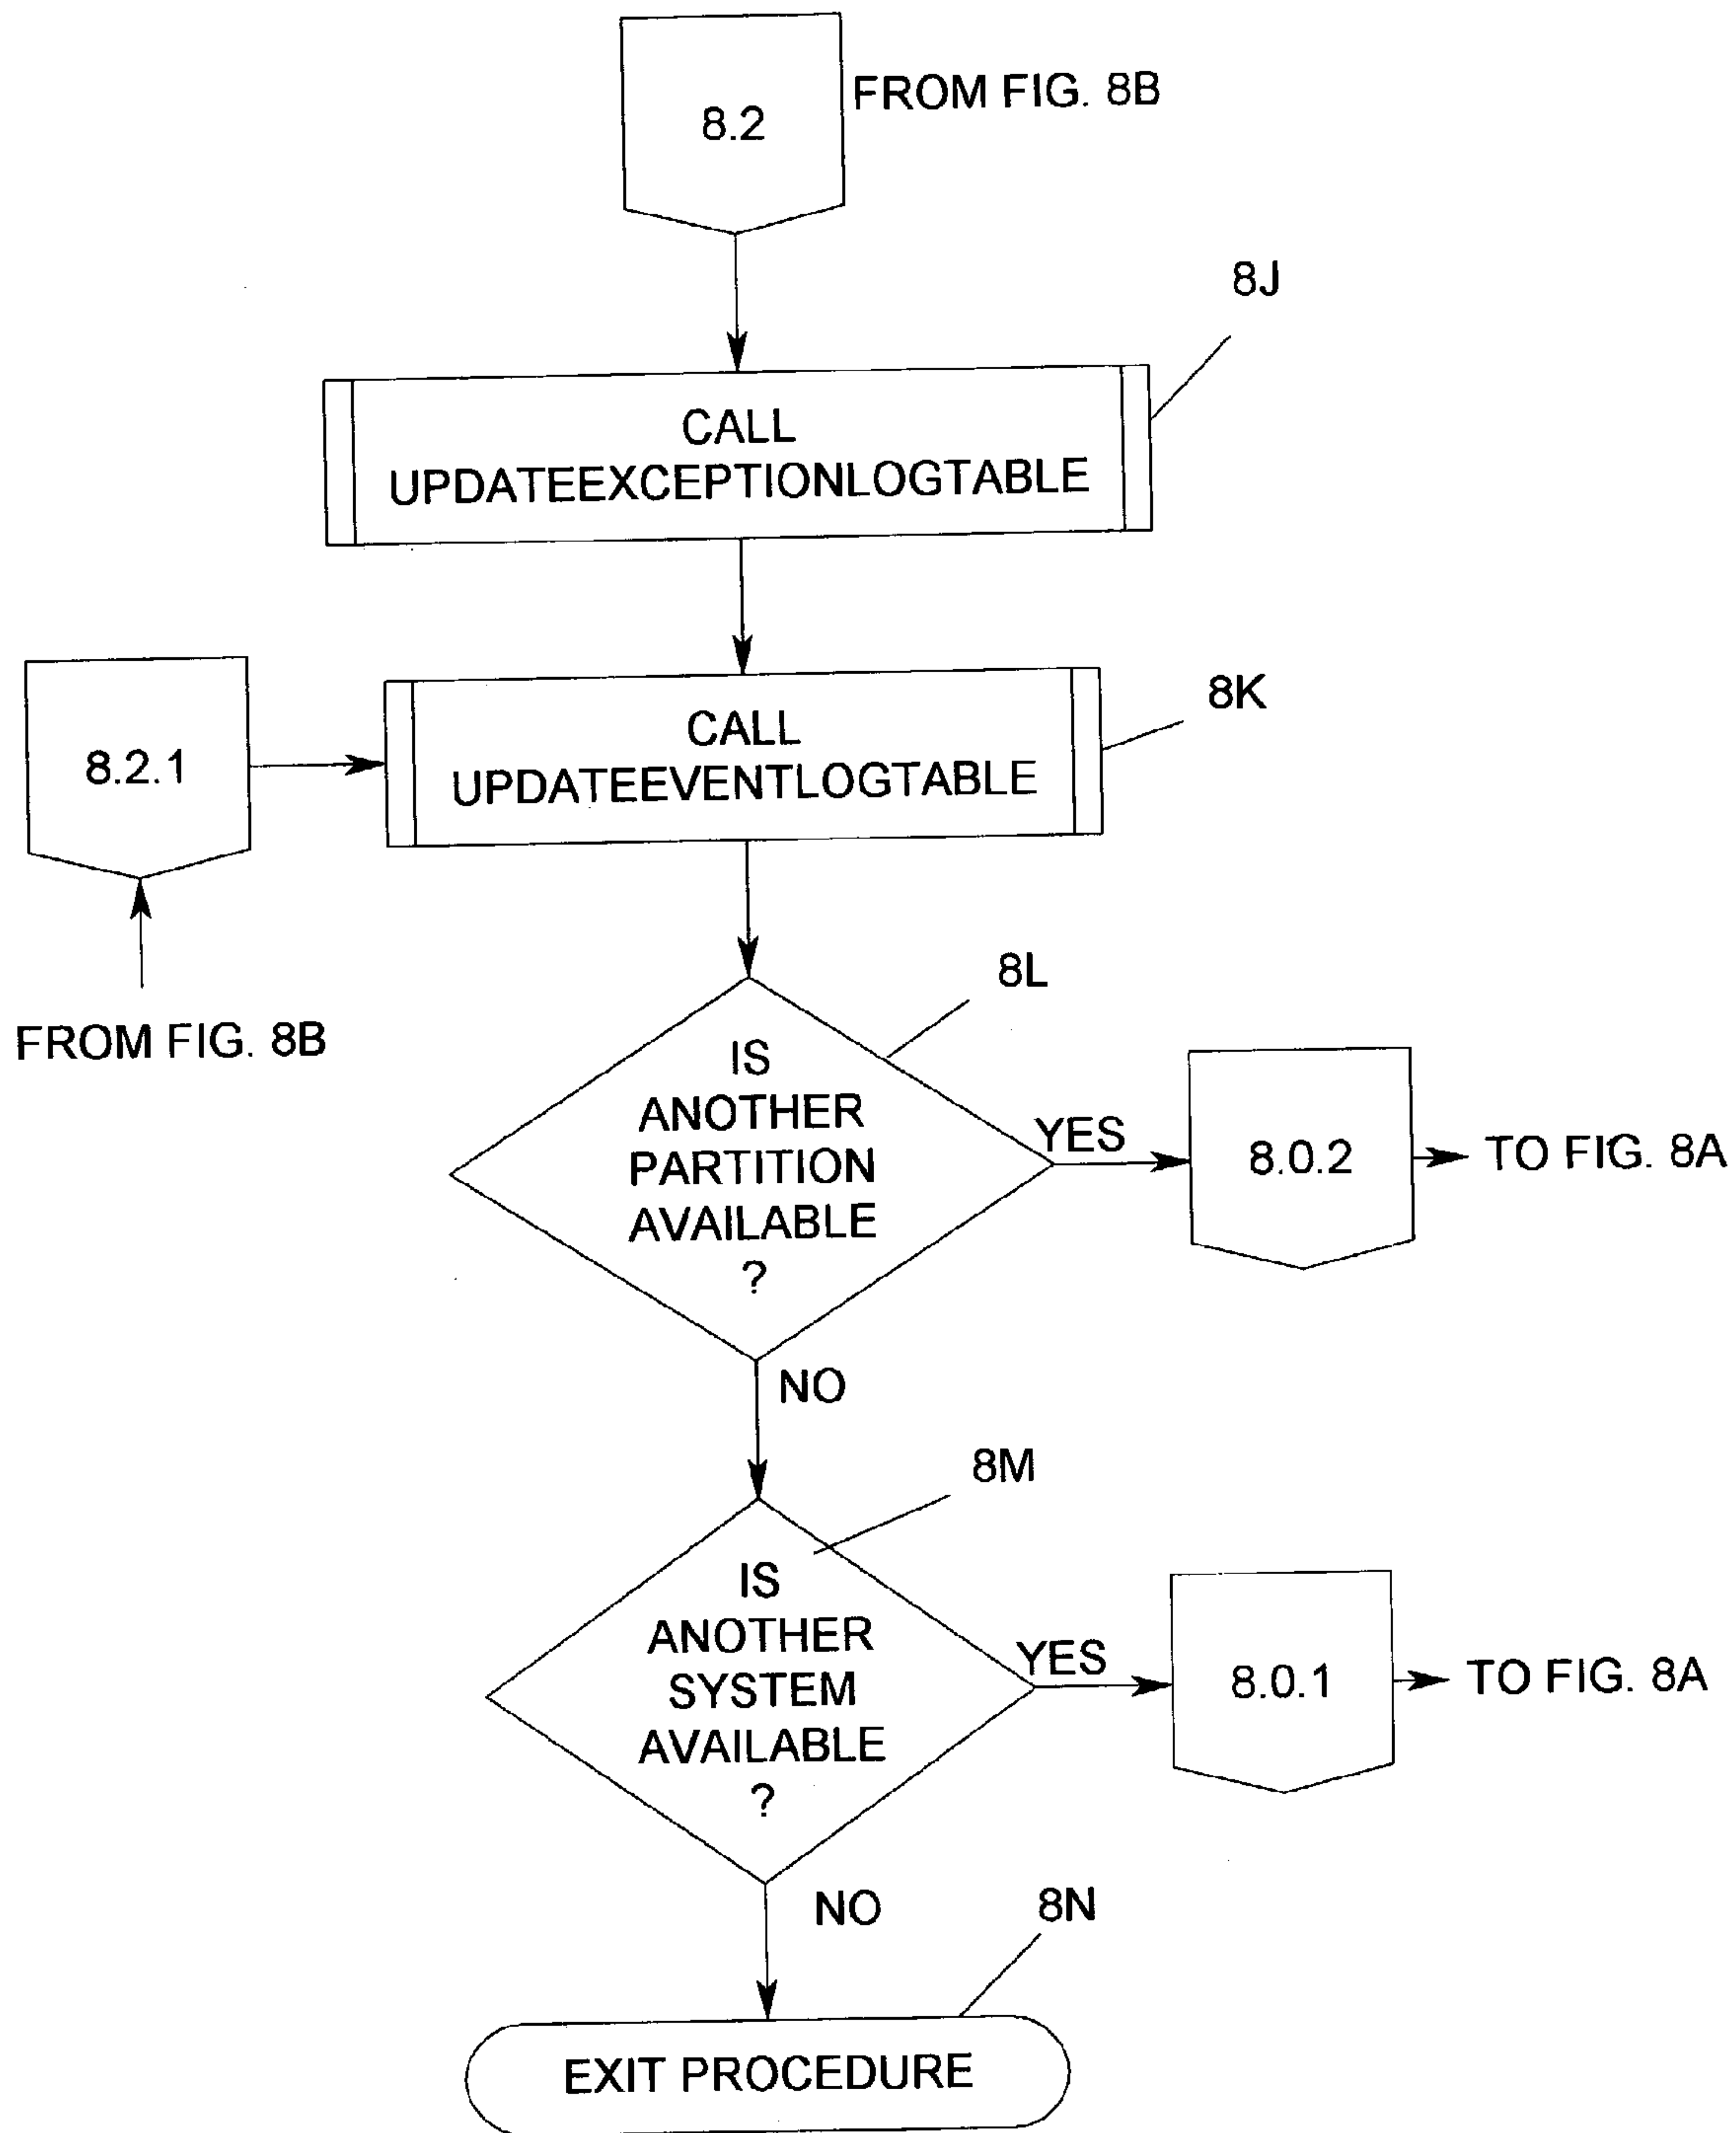 8.2
FROM FIG. 8B
8J
CALL
UPDATEEXCEPTIONLOGTABLE
8K
CALL
UPDATEEVENTLOGTABLE
8.2.1
FROM FIG. 8B
8L
IS
ANOTHER
PARTITION
AVAILABLE
?
YES
8.0.2
TO FIG. 8A
NO
8M
IS
ANOTHER
SYSTEM
AVAILABLE
?
YES
8.0.1
TO FIG. 8A
NO
8N
EXIT PROCEDURE